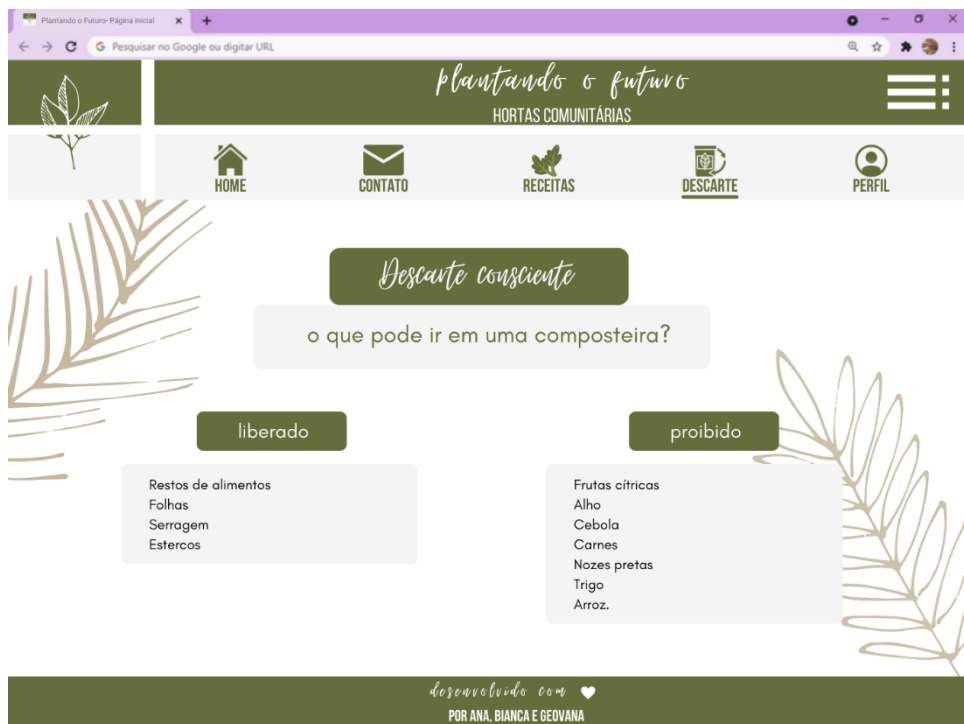 Plantando o Futuro- Página inicial
Pesquisar no Google ou digitar URL
plantando o futuro
HORTAS COMUNITÁRIAS
HOME
CONTATO
RECEITAS
DESCARTE
PERFIL
Descarte consciente
o que pode ir em uma composteira?
liberado
Restos de alimentos
Folhas
Serragem
Estercos
proibido
Frutas cítricas
Alho
Cebola
Carnes
Nozes pretas
Trigo
Arroz.
desenvolvido com
POR ANA, BIANCA E GEOVANA